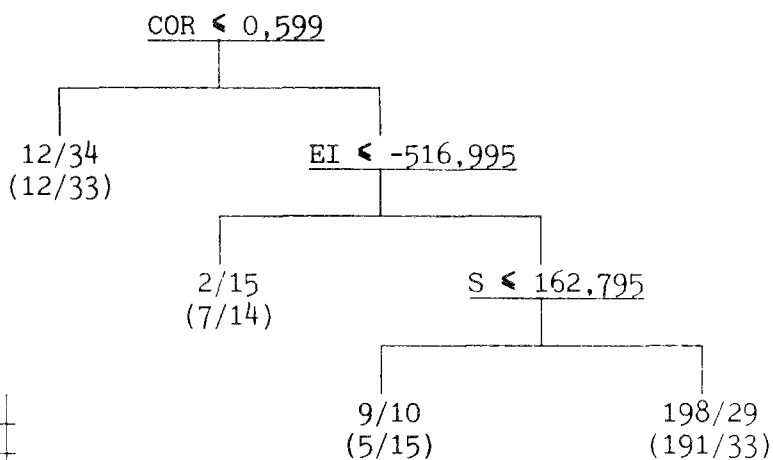 COR ≤ 0,599
12/34
(12/33)
EI ≤ -516,995
2/15
(7/14)
S ≤ 162,795
9/10
(5/15)
198/29
(191/33)